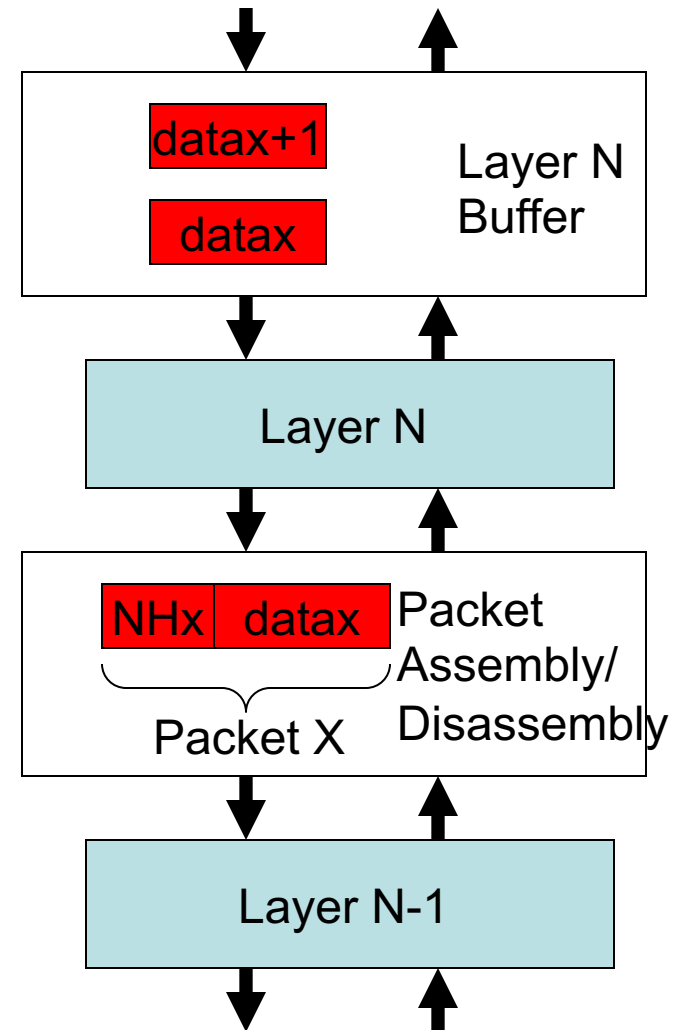 datax+1
datax
Layer N
Buffer
Layer N
NHx
datax
Packet
Assembly/
Disassembly
Packet X
Layer N-1